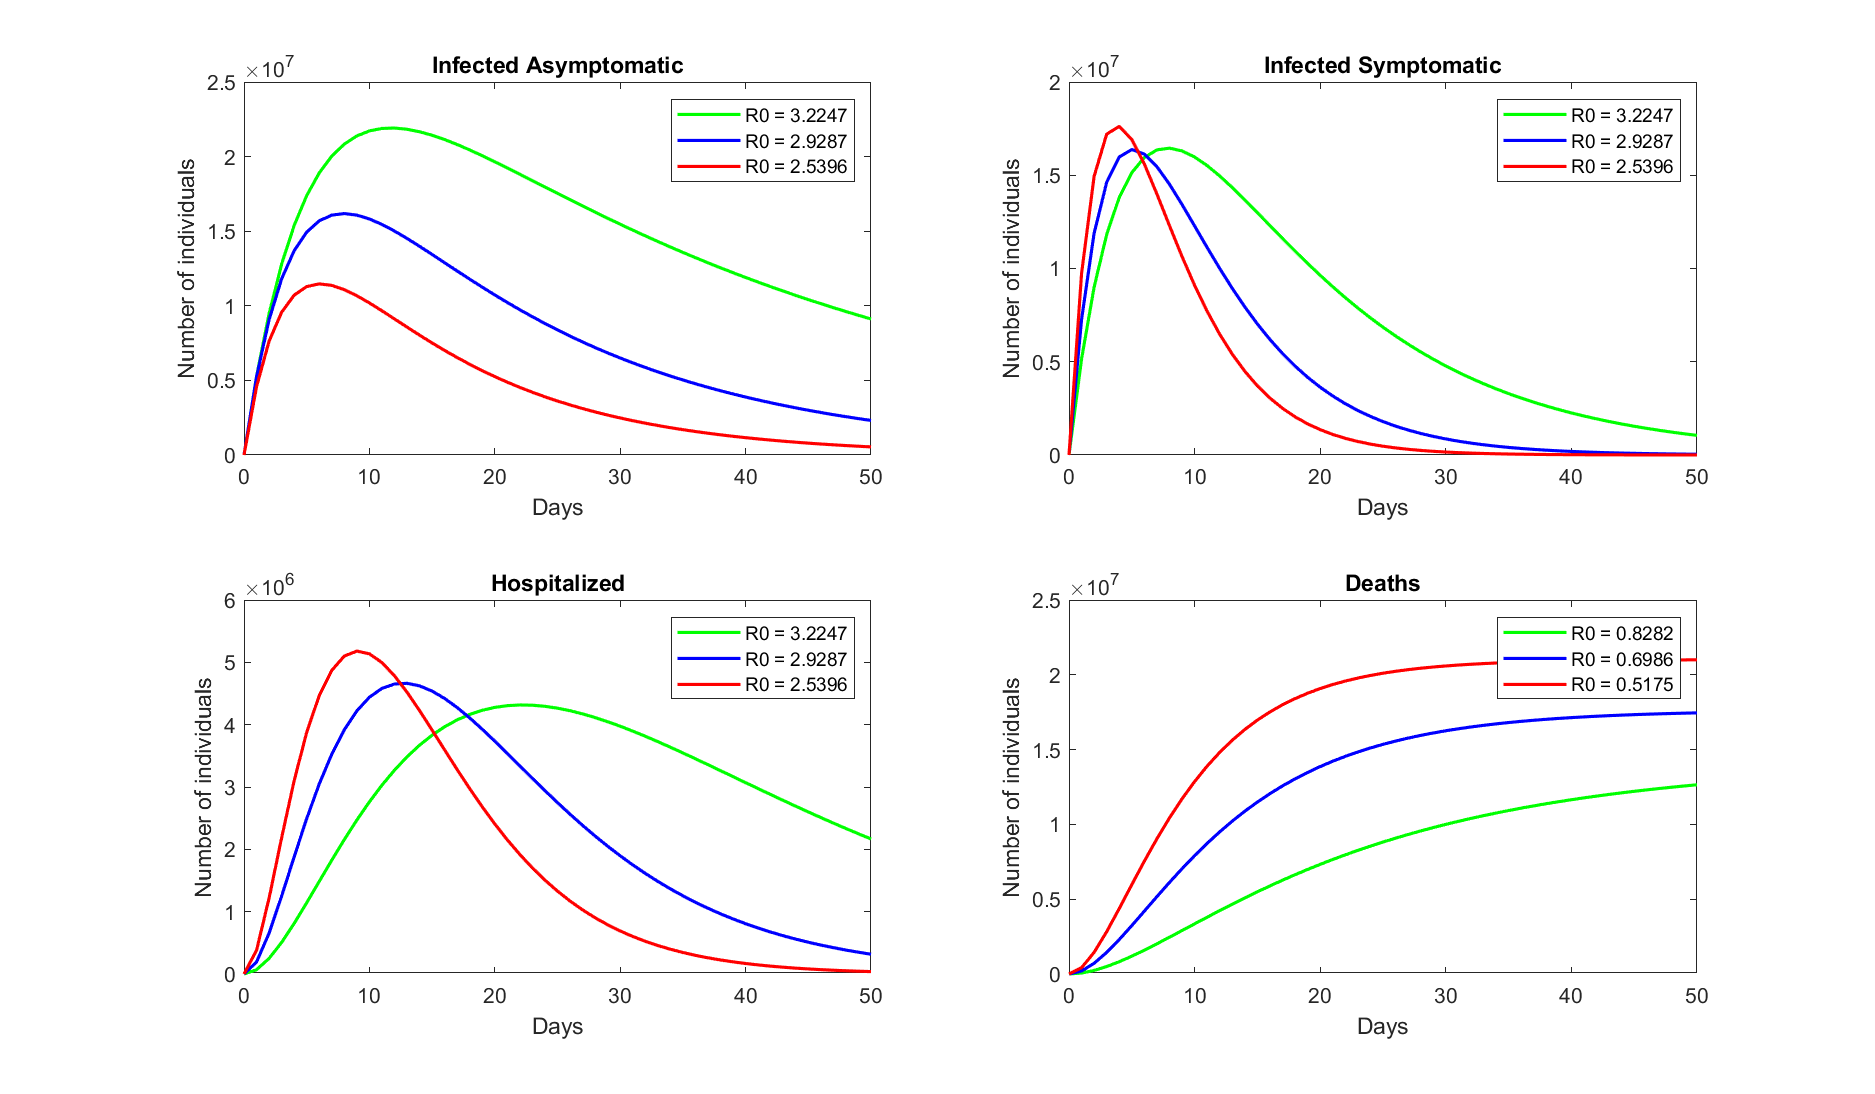 Infected Asymptomatic
×10^7
2.5
2
1.5
1
0.5
0
Number of individuals
R0 = 3.2247
R0 = 2.9287
R0 = 2.5396
0 10 20 30 40 50
Days
Infected Symptomatic
×10^7
2
1.5
1
0.5
0
Number of individuals
R0 = 3.2247
R0 = 2.9287
R0 = 2.5396
0 10 20 30 40 50
Days
Hospitalized
×10^6
6
5
4
3
2
1
0
Number of individuals
R0 = 3.2247
R0 = 2.9287
R0 = 2.5396
0 10 20 30 40 50
Days
Deaths
×10^7
2.5
2
1.5
1
0.5
0
Number of individuals
R0 = 0.8282
R0 = 0.6986
R0 = 0.5175
0 10 20 30 40 50
Days